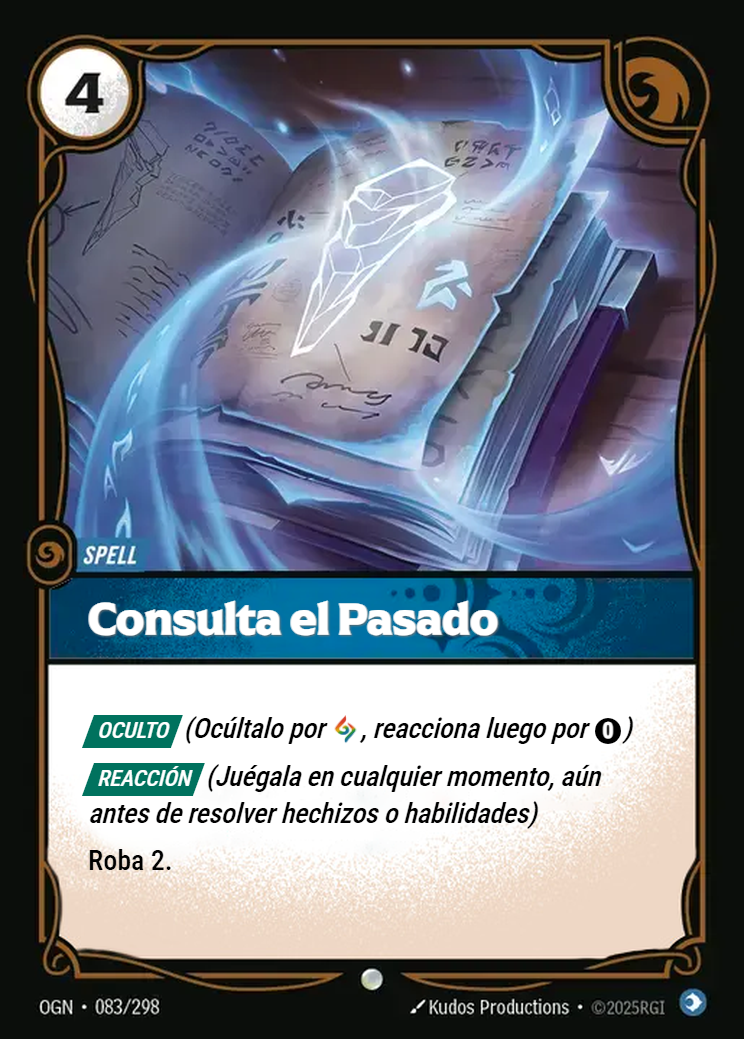 4
SPELL
Consulta el Pasado
OCULTO (Ocúltalo por , reacciona luego por 0)
REACCIÓN (Juégala en cualquier momento, aún
antes de resolver hechizos o habilidades)
Roba 2.
OGN • 083/298
Kudos Productions • ©2025RGI